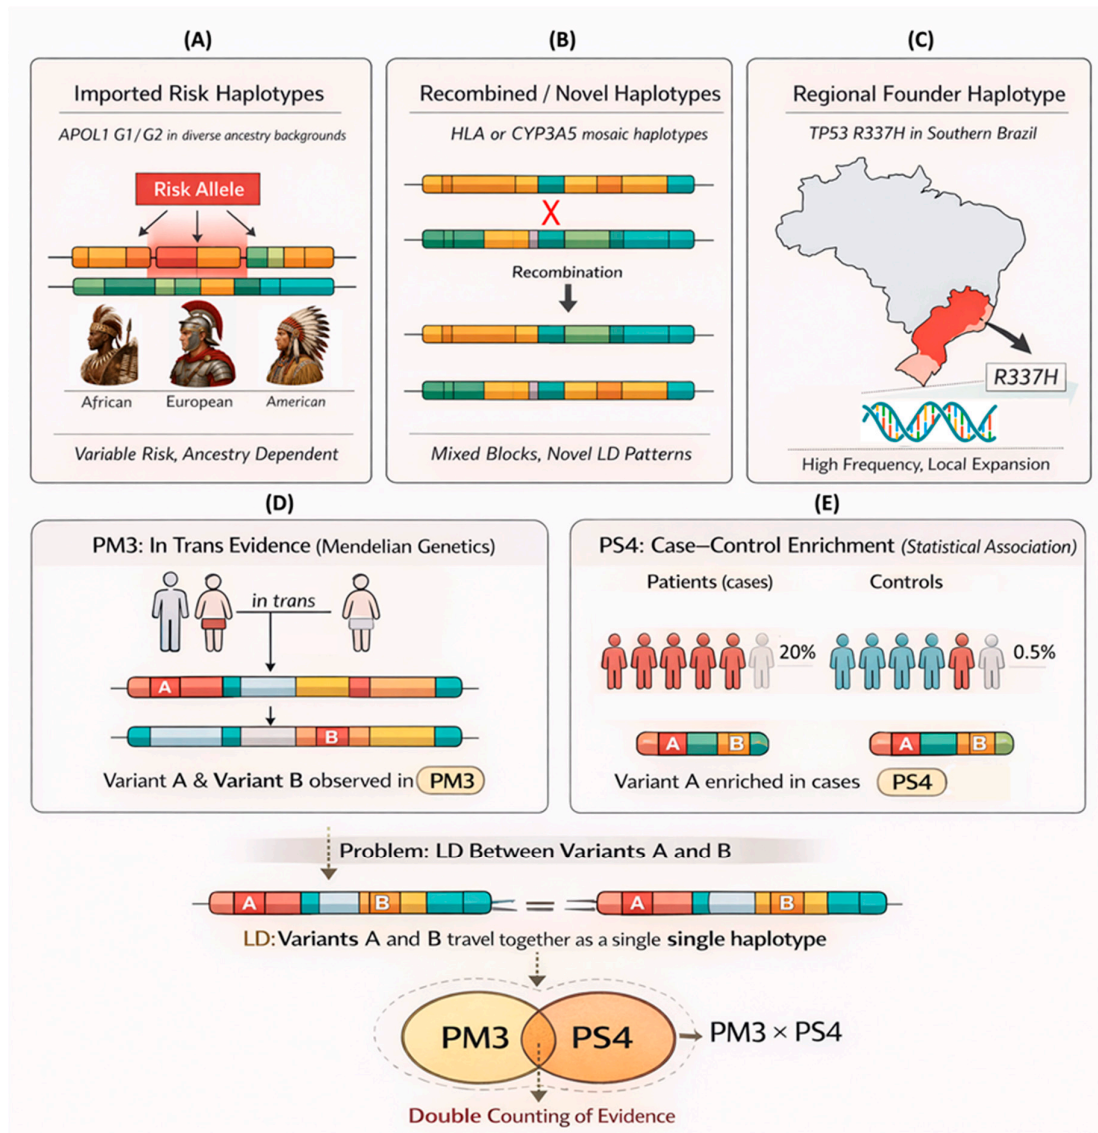 (A)
Imported Risk Haplotypes
APOL1 G1/G2 in diverse ancestry backgrounds
Risk Allele
African European American
Variable Risk, Ancestry Dependent
(B)
Recombined / Novel Haplotypes
HLA or CYP3A5 mosaic haplotypes
X
Recombination
Mixed Blocks, Novel LD Patterns
(C)
Regional Founder Haplotype
TP53 R337H in Southern Brazil
R337H
High Frequency, Local Expansion
(D)
PM3: In Trans Evidence (Mendelian Genetics)
in trans
A
B
Variant A & Variant B observed in PM3
(E)
PS4: Case–Control Enrichment (Statistical Association)
Patients (cases) Controls
20% 0.5%
A B A B
Variant A enriched in cases PS4
Problem: LD Between Variants A and B
A B = A B
LD: Variants A and B travel together as a single single haplotype
PM3 PS4 PM3 × PS4
Double Counting of Evidence